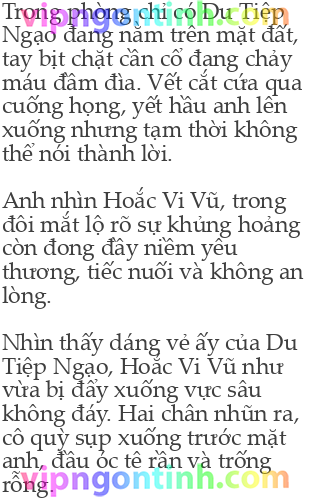 vipngontinh.com
Trong phòng chỉ có Du Tiệp
Ngạo đang nằm trên mặt đất,
tay bịt chặt cần cổ đang chảy
máu đầm đìa. Vết cắt cứa qua
cuống họng, yết hầu anh lên
xuống nhưng tạm thời không
thể nói thành lời.
Anh nhìn Hoắc Vi Vũ, trong
đôi mắt lộ rõ sự khủng hoảng
còn đong đầy niềm yêu
thương, tiếc nuối và không an
lòng.
Nhìn thấy dáng vẻ ấy của Du
Tiệp Ngạo, Hoắc Vi Vũ như
vừa bị đẩy xuống vực sâu
không đáy. Hai chân nhũn ra,
cô quỳ sụp xuống trước mặt
anh, đầu óc tê rần và trống
rỗng.
vipngontinh.com